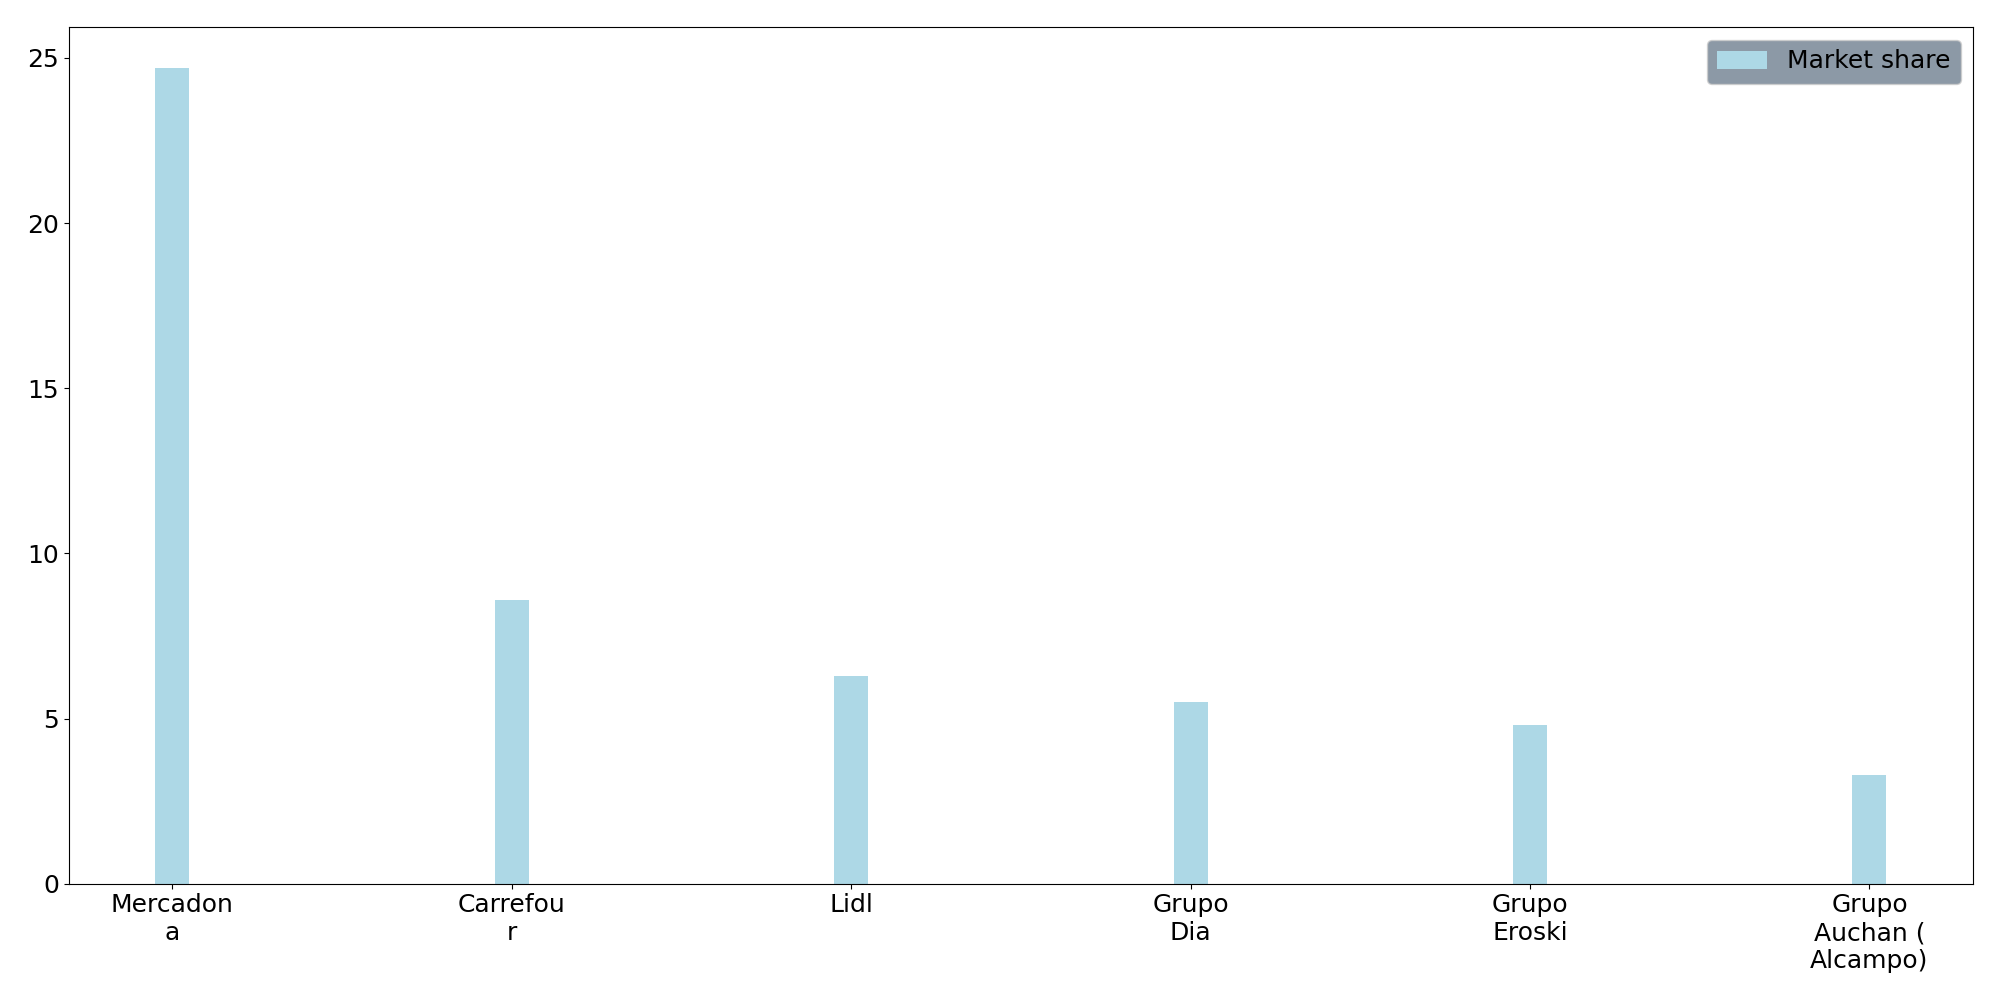 25
20
15
10
5
0
Market share
Mercadon
a
Carrefou
r
Lidl
Grupo
Dia
Grupo
Eroski
Grupo
Auchan (
Alcampo)